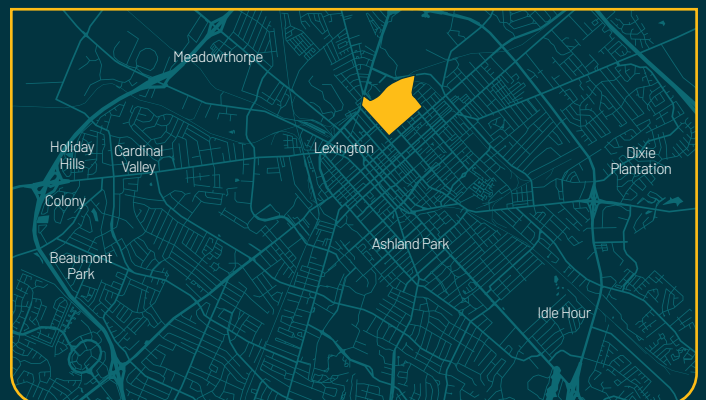 Meadowthorpe
Holiday
Hills
Cardinal
Valley
Lexington
Dixie
Plantation
Colony
Ashland Park
Beaumont
Park
Idle Hour